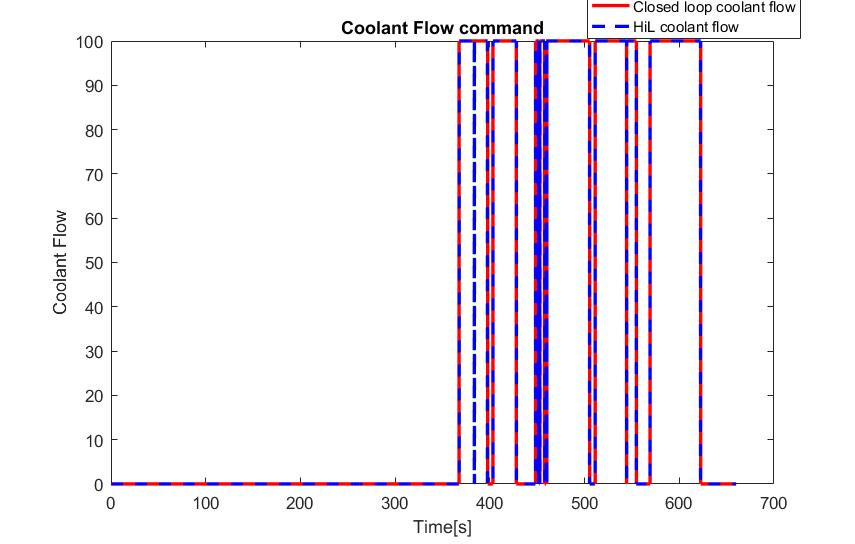 Closed loop coolant flow
HiL coolant flow
Coolant Flow command
100
90
80
70
60
50
40
30
20
10
0
Coolant Flow
0 100 200 300 400 500 600 700
Time[s]